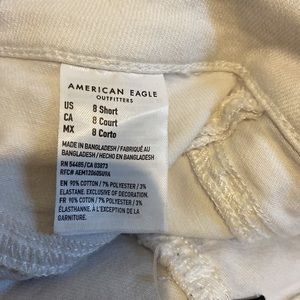 AMERICAN EAGLE
OUTFITTERS
US 8 Short
CA 8 Court
MX 8 Corto
MADE IN BANGLADESH / FABRIQUÉ AU
BANGLADESH / HECHO EN BANGLADESH
RN 54485/CA 03873
RFC# AEM120605U9A
EN 90% COTTON / 7% POLYESTER / 3%
ELASTANE. EXCLUSIVE OF DECORATION.
FR 90% COTON / 7% POLYESTER / 3%
ÉLASTHANNE. À L'EXCEPTION DE LA
GARNITURE.